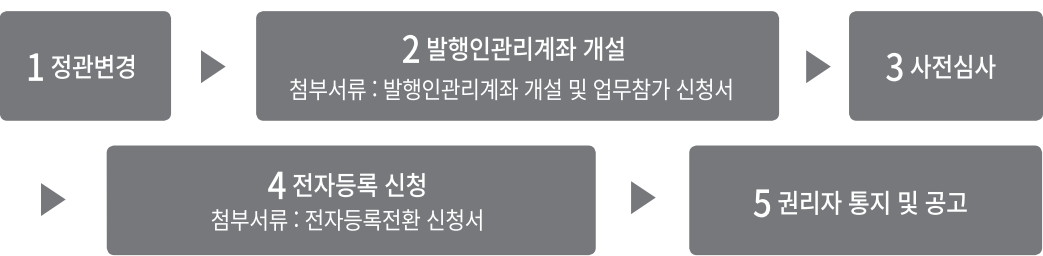 1 정관변경
2 발행인관리계좌 개설
첨부서류 : 발행인관리계좌 개설 및 업무참가 신청서
3 사전심사
4 전자등록 신청
첨부서류 : 전자등록전환 신청서
5 권리자 통지 및 공고